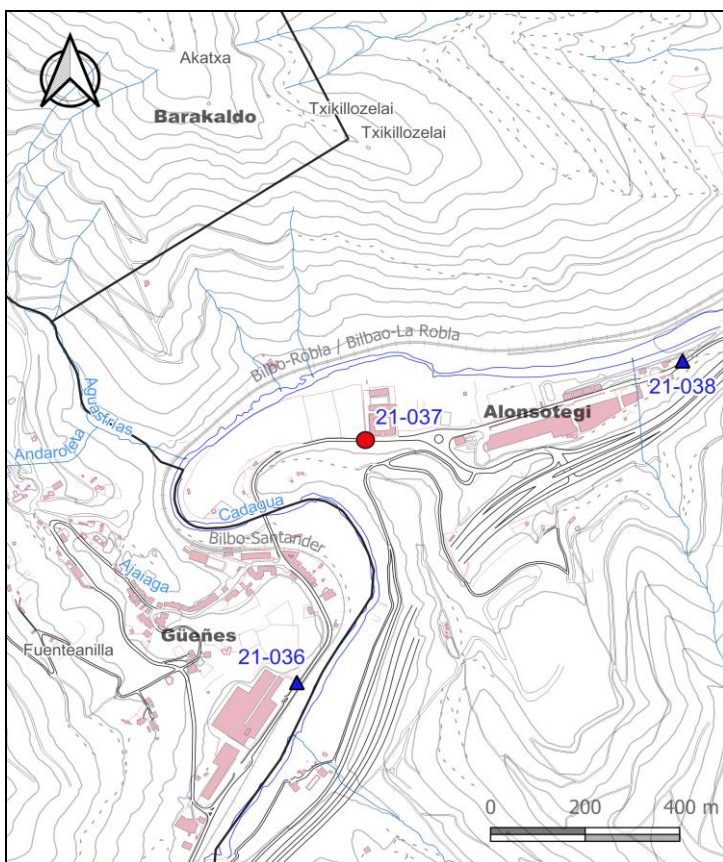 Akatxa
Txikillozelai
Barakaldo
Txikillozelai
Bilbo-Robla / Bilbao-La Robla
21-038
21-037
Alonsotegi
Aguasfrias
Andaroleta
Cadagua
Bilbo-Santander
Ajaiaga
Güeñes
Fuenteanilla
21-036
0 200 400 m